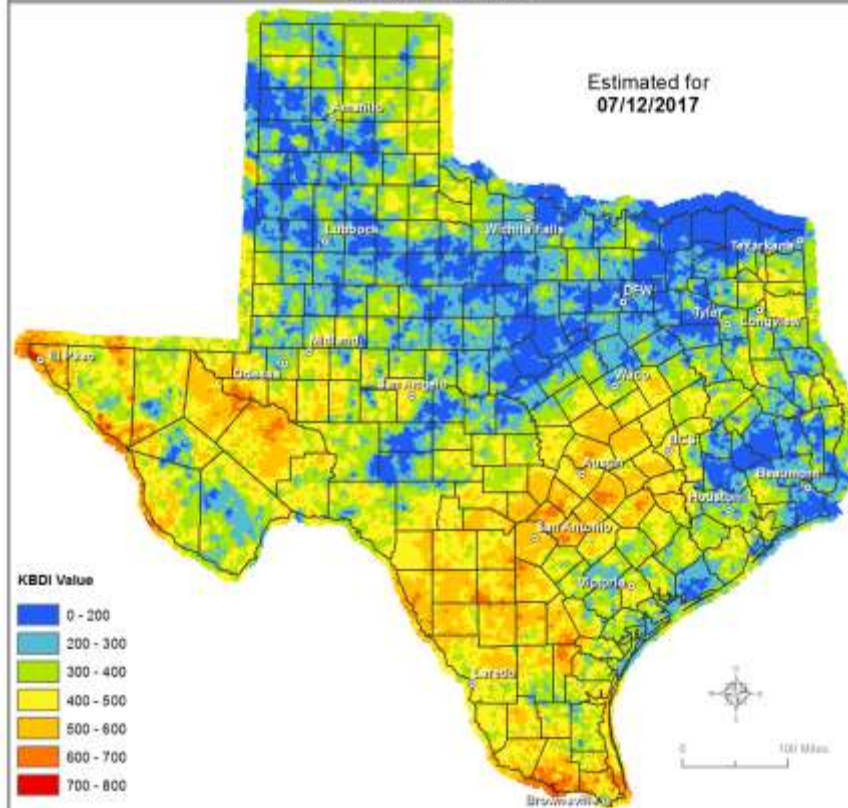 Estimated for
07/12/2017
Amarillo
Lubbock
Wichita Falls
Texarkana
DFW
Tyler
Longview
Midland
El Paso
Odessa
San Angelo
Waco
BCS
Austin
Beaumont
Houston
San Antonio
Victoria
Laredo
Brownsville
KBDI Value
0 - 200
200 - 300
300 - 400
400 - 500
500 - 600
600 - 700
700 - 800
0 100 Miles